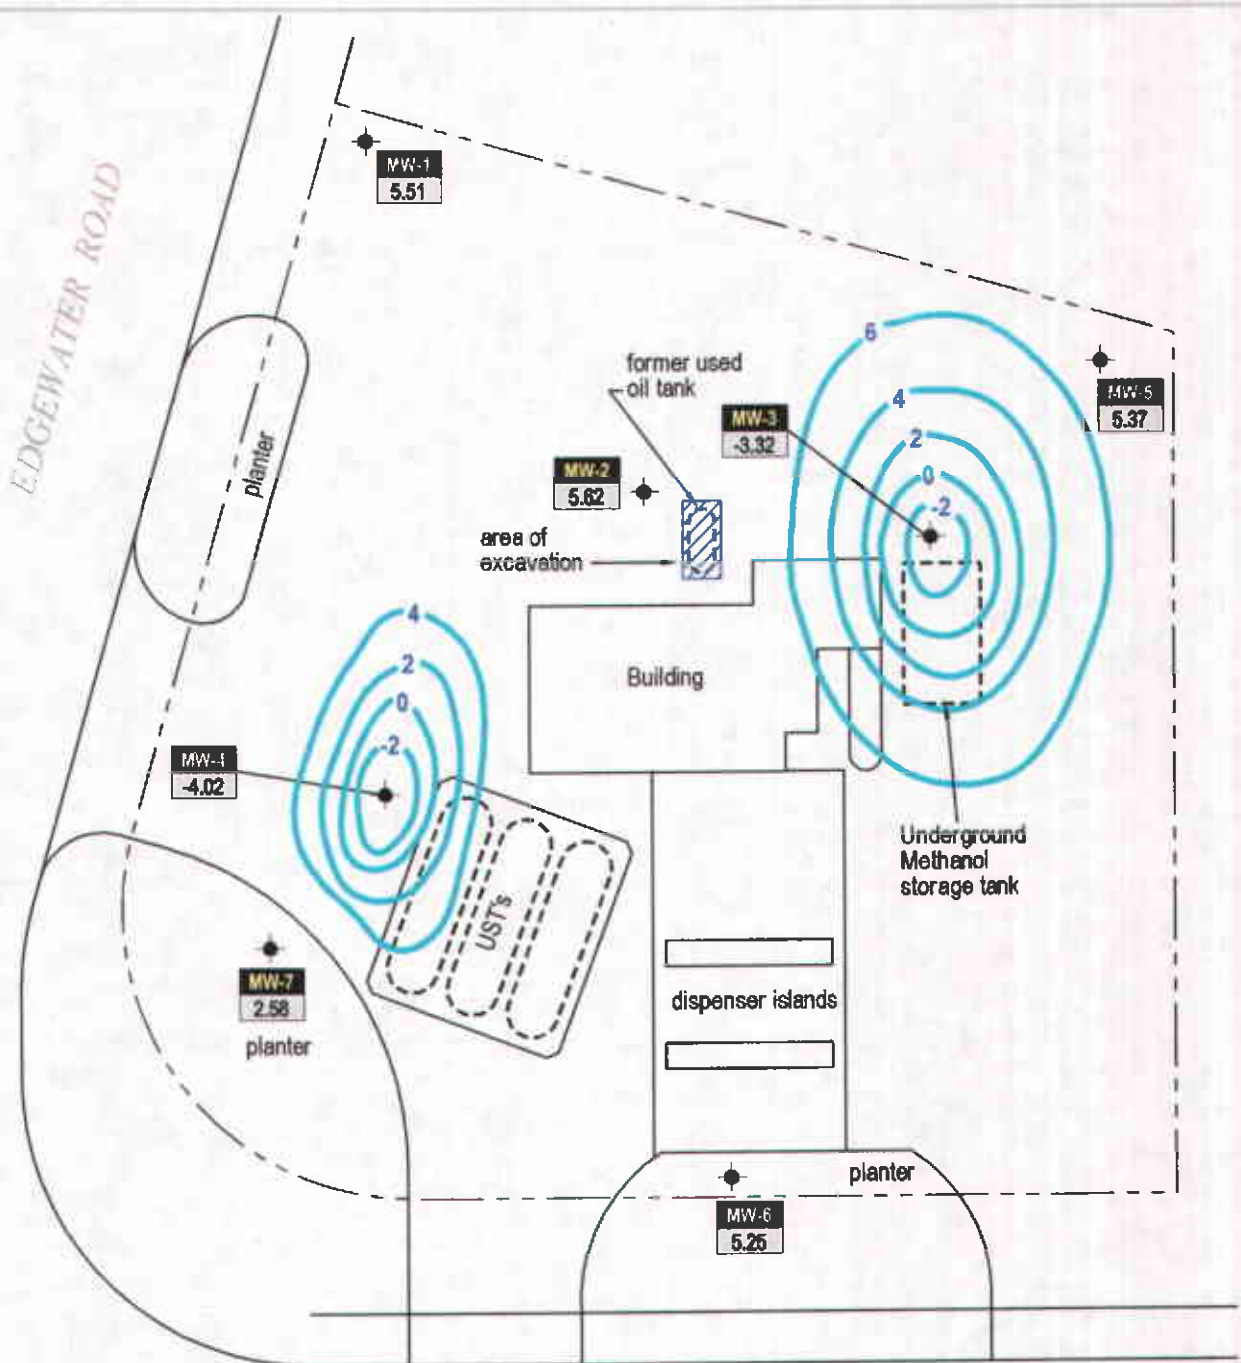 EDGEWATER ROAD
MW-1
5.51
planter
6
former used
oil tank
4
MW-3
-3.32
MW-5
5.37
2
MW-2
5.62
0
-2
area of
excavation
4
Building
2
0
-2
MW-4
-4.02
Underground
Methanol
storage tank
UST's
MW-7
2.58
planter
dispenser islands
planter
MW-6
5.25